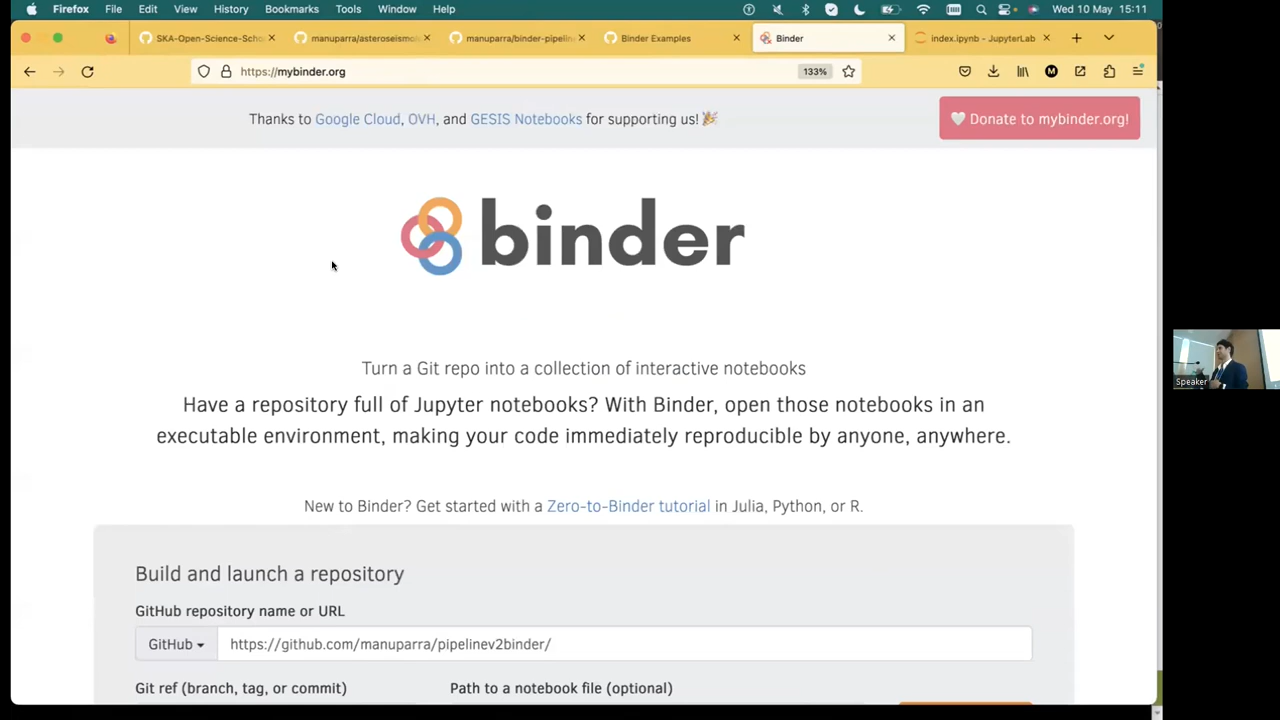 Firefox File Edit View History Bookmarks Tools Window Help Wed 10 May 15:11
SKA-Open-Science-Scho manuparra/asteroseismo manuparra/binder-pipelin Binder Examples Binder index.ipynb - JupyterLab
https://mybinder.org 133%
Thanks to Google Cloud, OVH, and GESIS Notebooks for supporting us!
Donate to mybinder.org!
binder
Turn a Git repo into a collection of interactive notebooks
Have a repository full of Jupyter notebooks? With Binder, open those notebooks in an
executable environment, making your code immediately reproducible by anyone, anywhere.
New to Binder? Get started with a Zero-to-Binder tutorial in Julia, Python, or R.
Build and launch a repository
GitHub repository name or URL
GitHub https://github.com/manuparra/pipelinev2binder/
Git ref (branch, tag, or commit) Path to a notebook file (optional)
Speaker